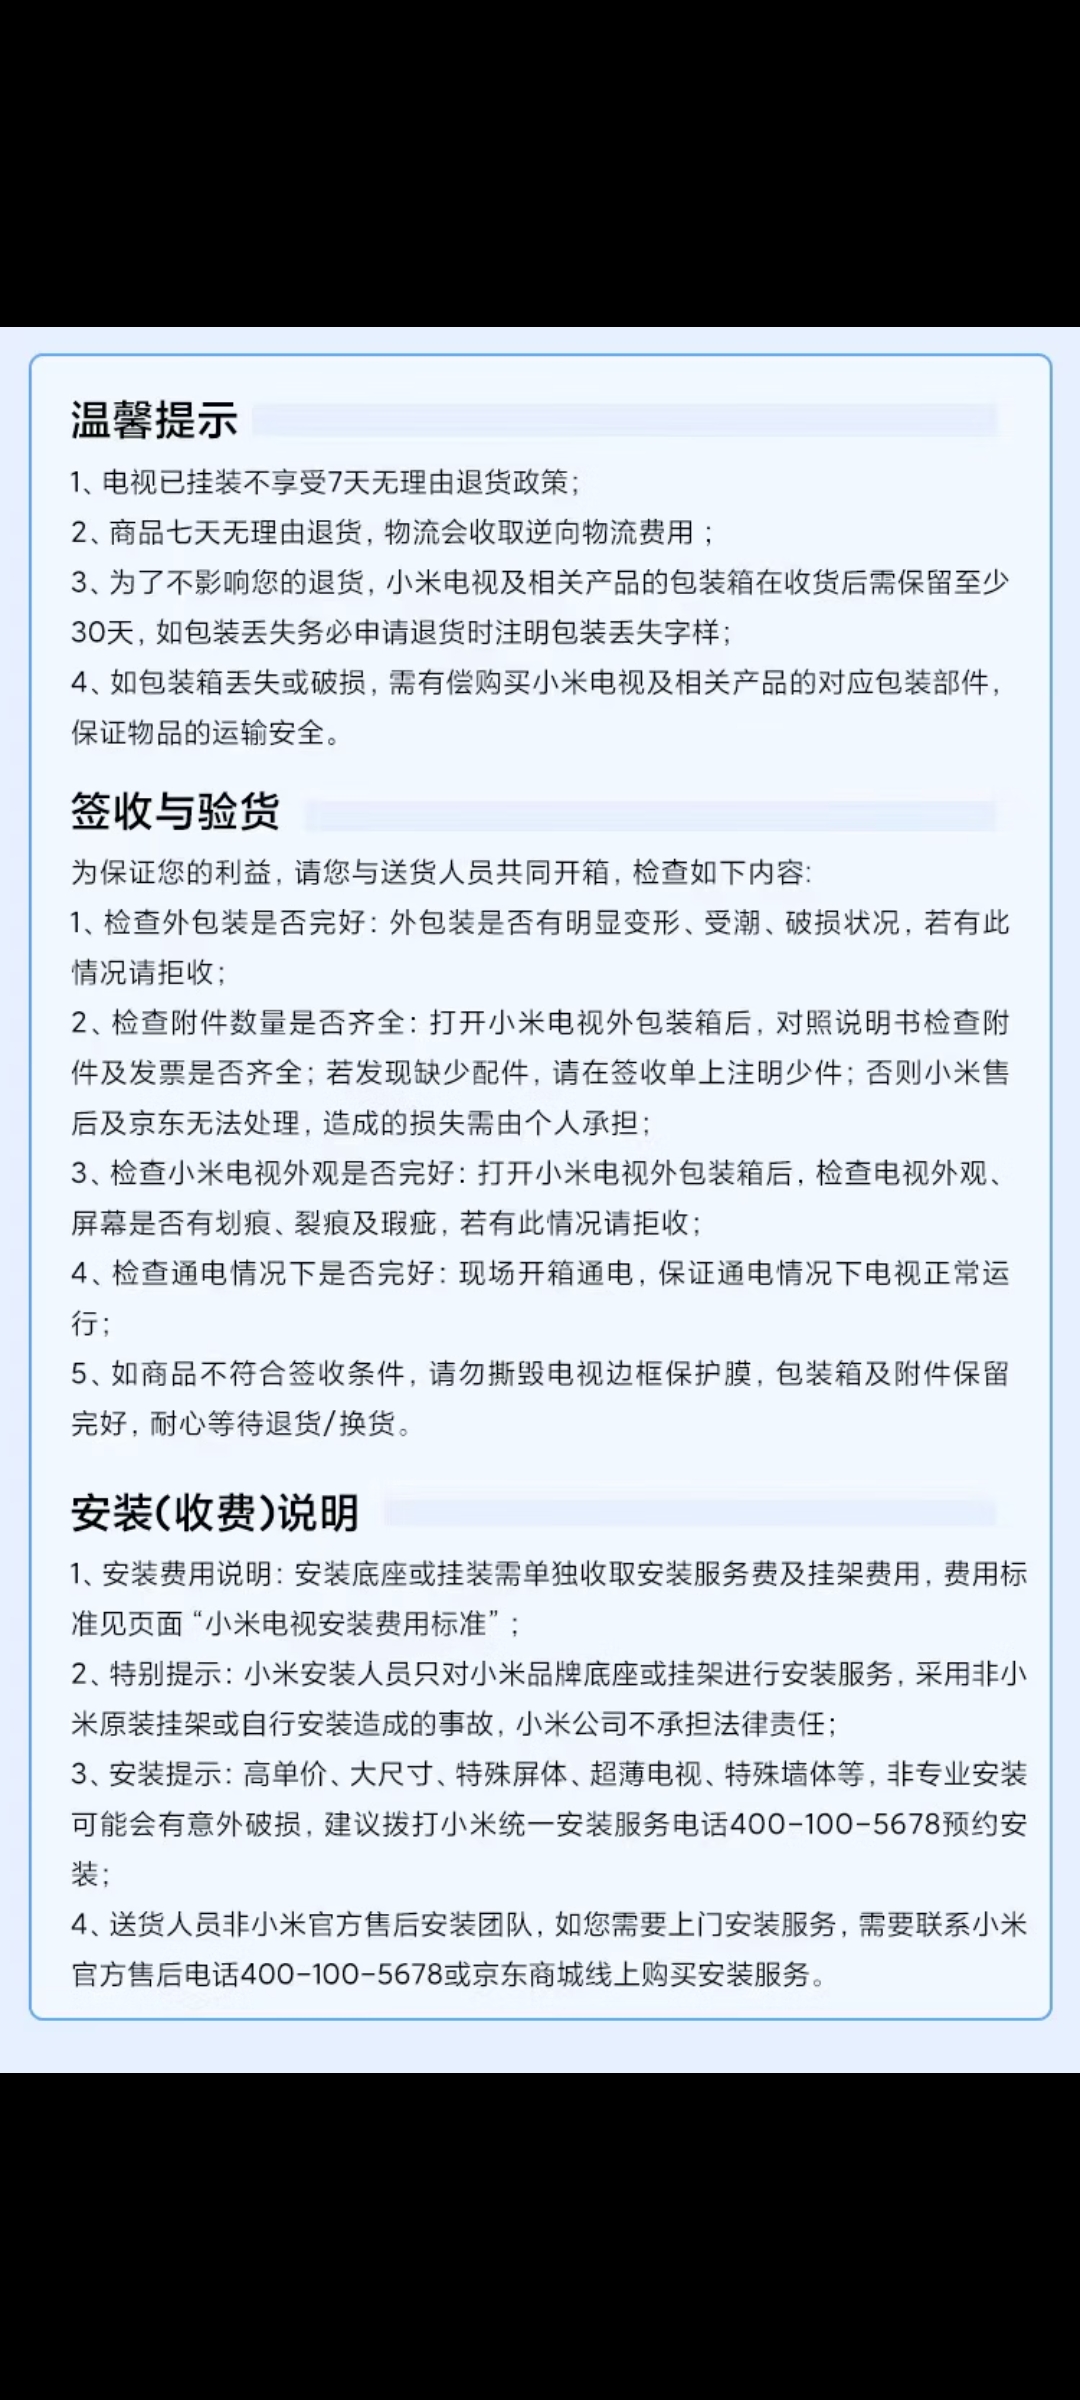 温馨提示
1、电视已挂装不享受7天无理由退货政策；
2、商品七天无理由退货，物流会收取逆向物流费用；
3、为了不影响您的退货，小米电视及相关产品的包装箱在收货后需保留至少
30天，如包装丢失务必申请退货时注明包装丢失字样；
4、如包装箱丢失或破损，需有偿购买小米电视及相关产品的对应包装部件，
保证物品的运输安全。
签收与验货
为保证您的利益，请您与送货人员共同开箱，检查如下内容:
1、检查外包装是否完好：外包装是否有明显变形、受潮、破损状况，若有此
情况请拒收；
2、检查附件数量是否齐全：打开小米电视外包装箱后，对照说明书检查附
件及发票是否齐全；若发现缺少配件，请在签收单上注明少件；否则小米售
后及京东无法处理，造成的损失需由个人承担；
3、检查小米电视外观是否完好：打开小米电视外包装箱后，检查电视外观、
屏幕是否有划痕、裂痕及瑕疵，若有此情况请拒收；
4、检查通电情况下是否完好：现场开箱通电，保证通电情况下电视正常运
行；
5、如商品不符合签收条件，请勿撕毁电视边框保护膜，包装箱及附件保留
完好，耐心等待退货/换货。
安装(收费)说明
1、安装费用说明：安装底座或挂装需单独收取安装服务费及挂架费用，费用标
准见页面“小米电视安装费用标准”；
2、特别提示：小米安装人员只对小米品牌底座或挂架进行安装服务，采用非小
米原装挂架或自行安装造成的事故，小米公司不承担法律责任；
3、安装提示：高单价、大尺寸、特殊屏体、超薄电视、特殊墙体等，非专业安装
可能会有意外破损，建议拨打小米统一安装服务电话400-100-5678预约安
装；
4、送货人员非小米官方售后安装团队，如您需要上门安装服务，需要联系小米
官方售后电话400-100-5678或京东商城线上购买安装服务。